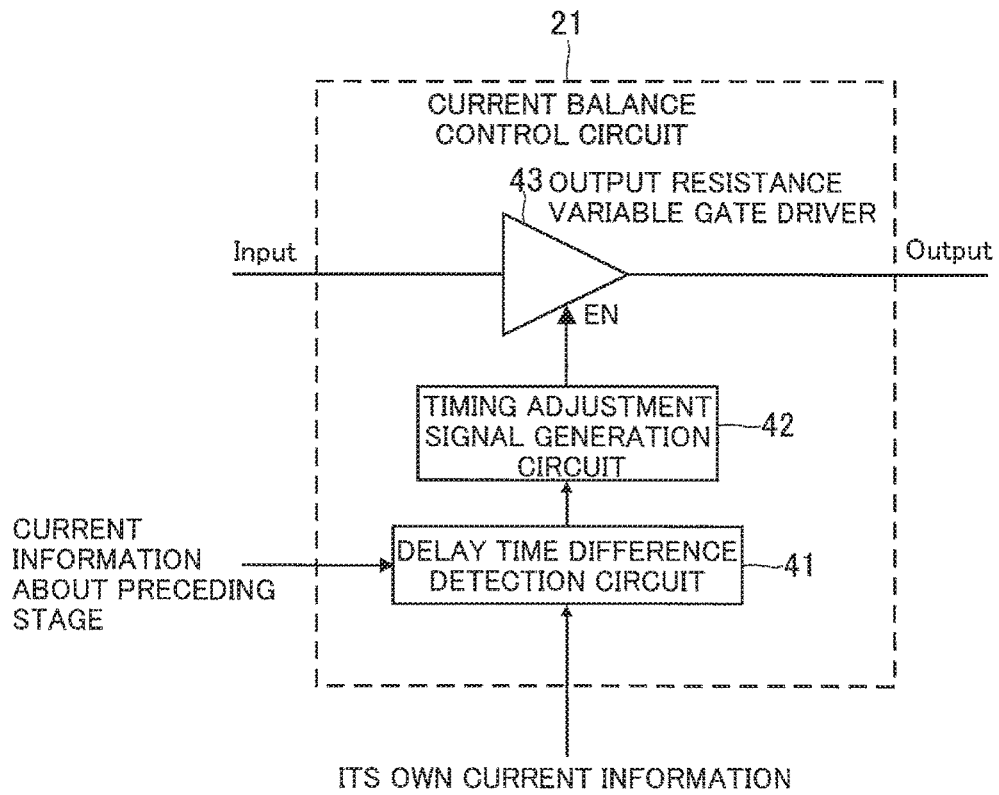 21
CURRENT BALANCE
CONTROL CIRCUIT
43 OUTPUT RESISTANCE
VARIABLE GATE DRIVER
Input
Output
EN
TIMING ADJUSTMENT
SIGNAL GENERATION
CIRCUIT
42
CURRENT
INFORMATION
ABOUT PRECEDING
STAGE
DELAY TIME DIFFERENCE
DETECTION CIRCUIT
41
ITS OWN CURRENT INFORMATION